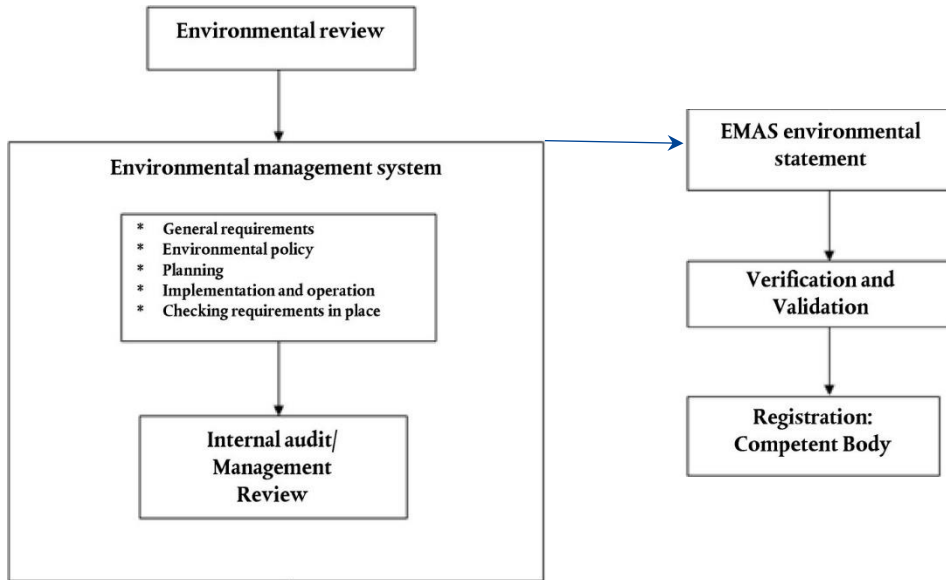 Environmental review
Environmental management system
* General requirements
* Environmental policy
* Planning
* Implementation and operation
* Checking requirements in place
Internal audit/
Management
Review
EMAS environmental
statement
Verification and
Validation
Registration:
Competent Body